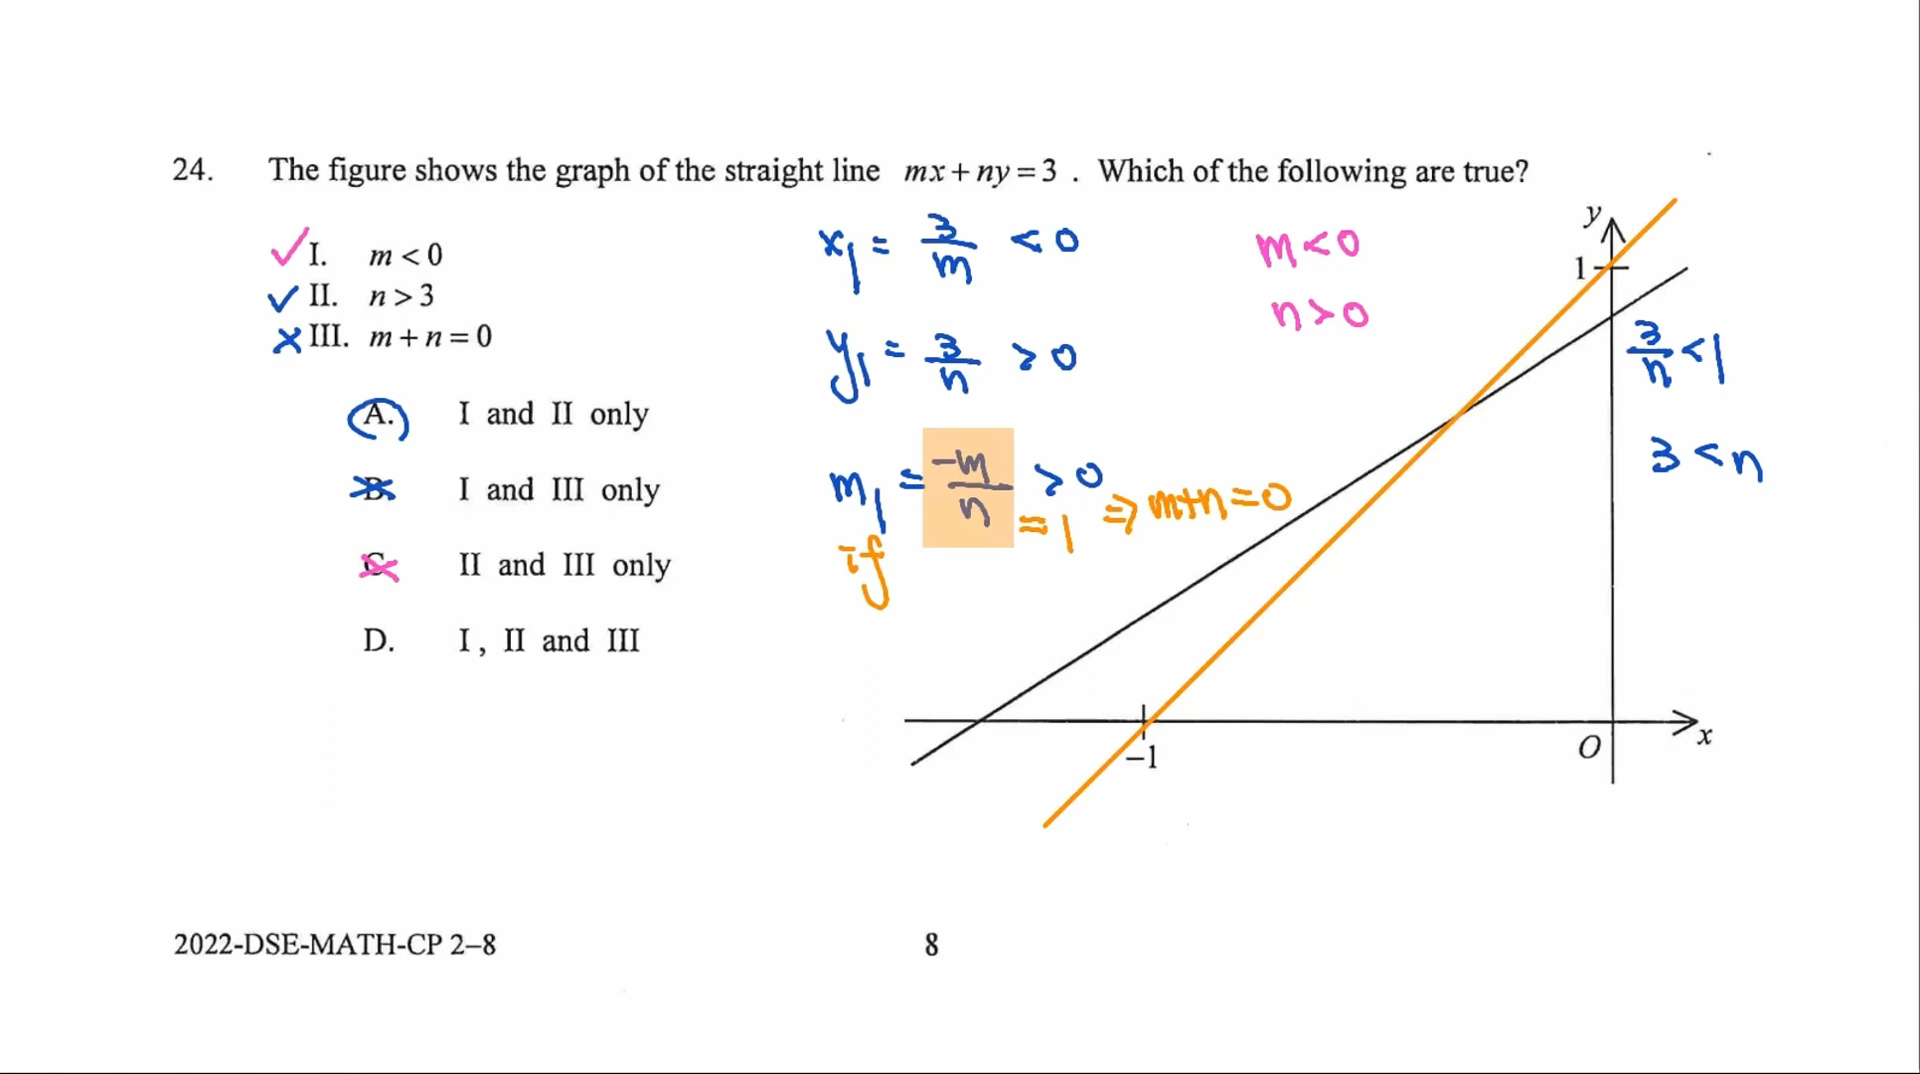 24. The figure shows the graph of the straight line mx + ny = 3 . Which of the following are true?
I. m < 0
II. n > 3
III. m + n = 0
A. I and II only
B. I and III only
C. II and III only
D. I , II and III
x₁ = 3/m < 0
y₁ = 3/n > 0
m₁ = -m/n > 0
if = 1 ⇒ m+n=0
m < 0
n > 0
y
1
3/n < 1
3 < n
-1
O
x
2022-DSE-MATH-CP 2–8
8